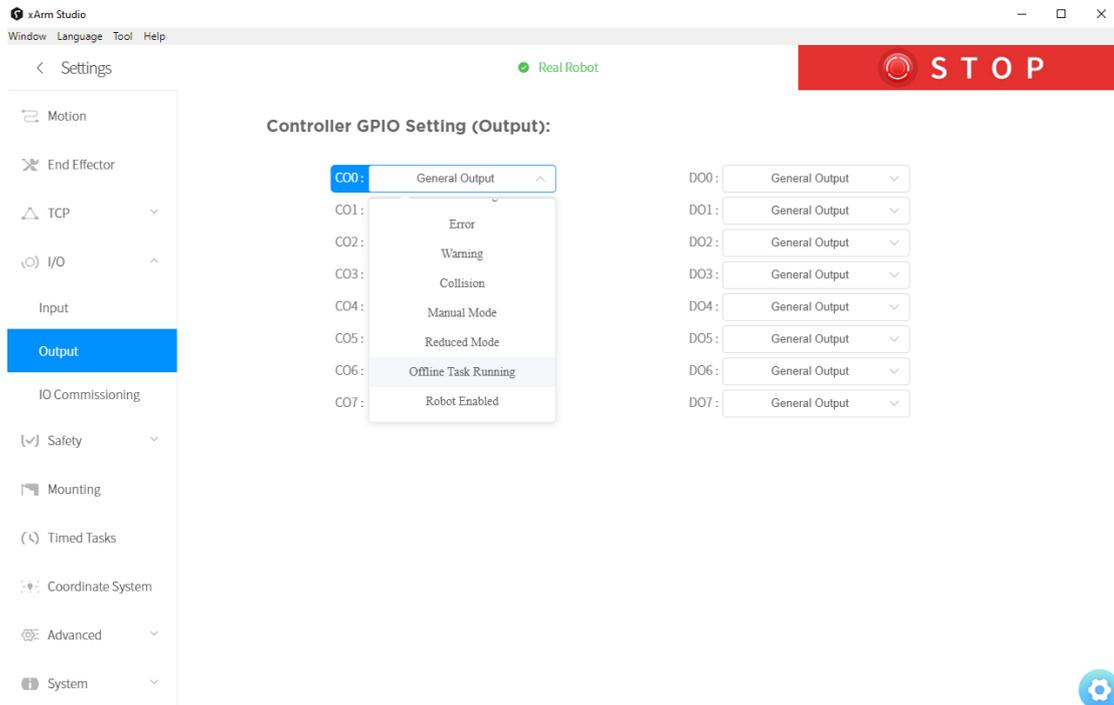 xArm Studio
Window Language Tool Help
Settings
Real Robot
STOP
Motion
End Effector
TCP
I/O
Input
Output
IO Commissioning
Safety
Mounting
Timed Tasks
Coordinate System
Advanced
System
Controller GPIO Setting (Output):
CO0 : General Output
CO1 :
CO2 :
CO3 :
CO4 :
CO5 :
CO6 :
CO7 :
Error
Warning
Collision
Manual Mode
Reduced Mode
Offline Task Running
Robot Enabled
DO0 : General Output
DO1 : General Output
DO2 : General Output
DO3 : General Output
DO4 : General Output
DO5 : General Output
DO6 : General Output
DO7 : General Output